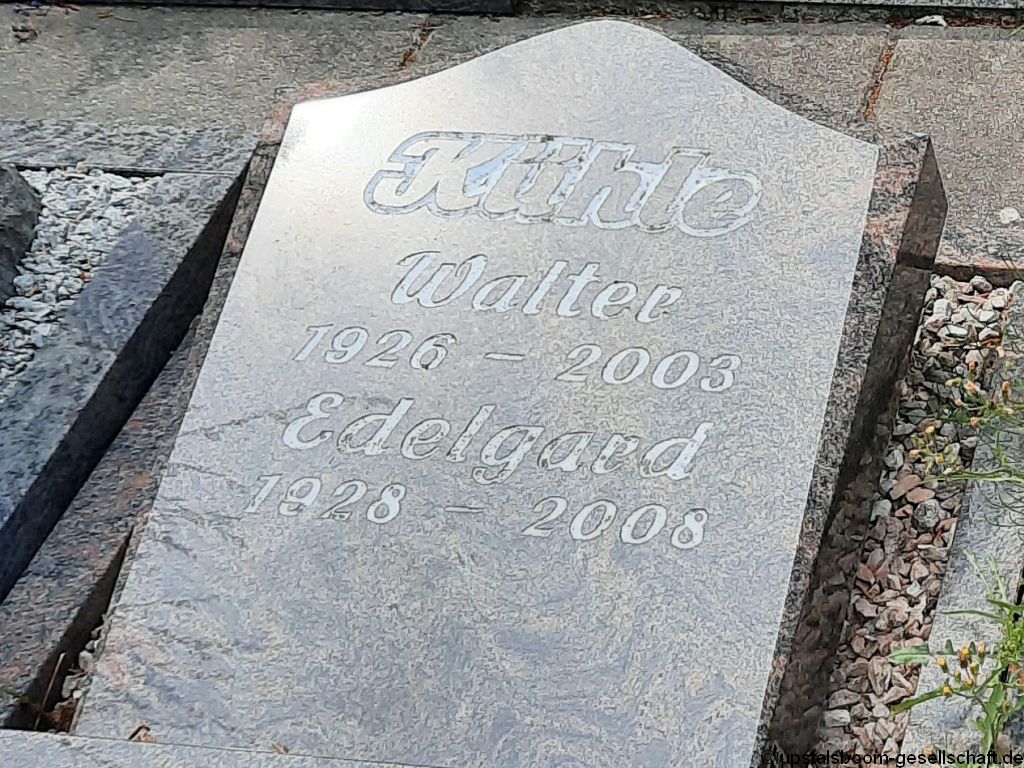 Kühle
Walter
1926 – 2003
Edelgard
1928 – 2008
upstalsboom-gesellschaft.de